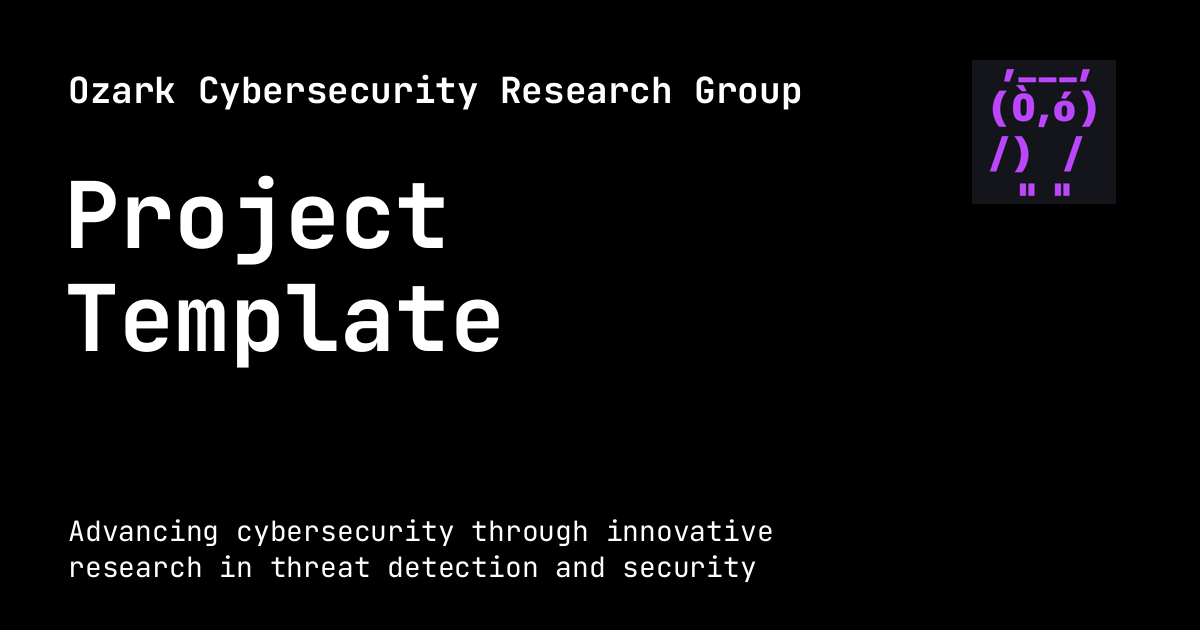 Ozark Cybersecurity Research Group
Project
Template
Advancing cybersecurity through innovative
research in threat detection and security
,___,
(Ò,ó)
/)  /
" "